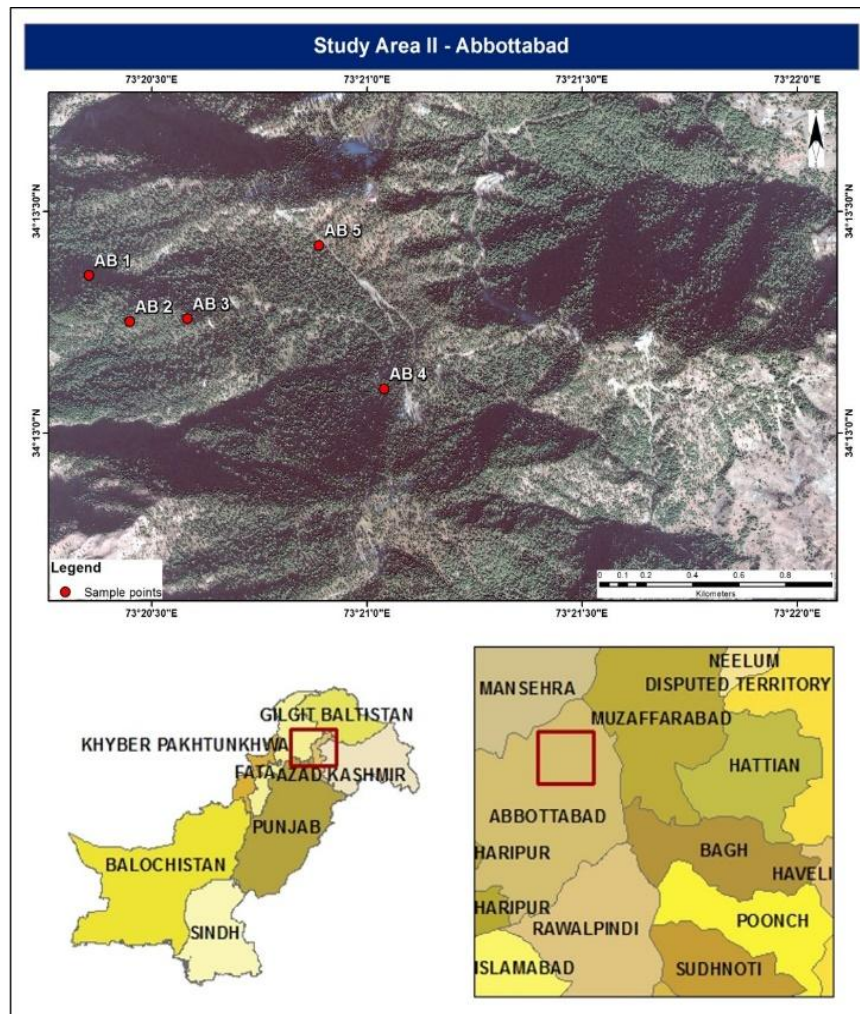 Study Area II - Abbottabad
73°20'30"E 73°21'0"E 73°21'30"E 73°22'0"E
34°13'30"N 34°13'30"N
AB 5
AB 1
AB 2 AB 3
AB 4
34°13'0"N 34°13'0"N
Legend
Sample points
0 0.1 0.2 0.4 0.6 0.8 1
Kilometers
73°20'30"E 73°21'0"E 73°21'30"E 73°22'0"E
GILGIT BALTISTAN
KHYBER PAKHTUNKHWA
FATA AZAD KASHMIR
PUNJAB
BALOCHISTAN
SINDH
NEELUM
MANSEHRA DISPUTED TERRITORY
MUZAFFARABAD
HATTIAN
ABBOTTABAD
HARIPUR BAGH
HAVELI
HARIPUR
RAWALPINDI POONCH
ISLAMABAD SUDHNOTI